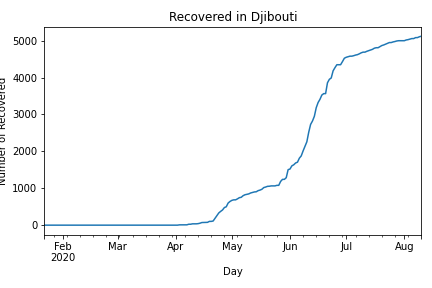 Recovered in Djibouti
5000
4000
3000
2000
1000
0
Number of Recovered
Feb Mar Apr May Jun Jul Aug
2020
Day